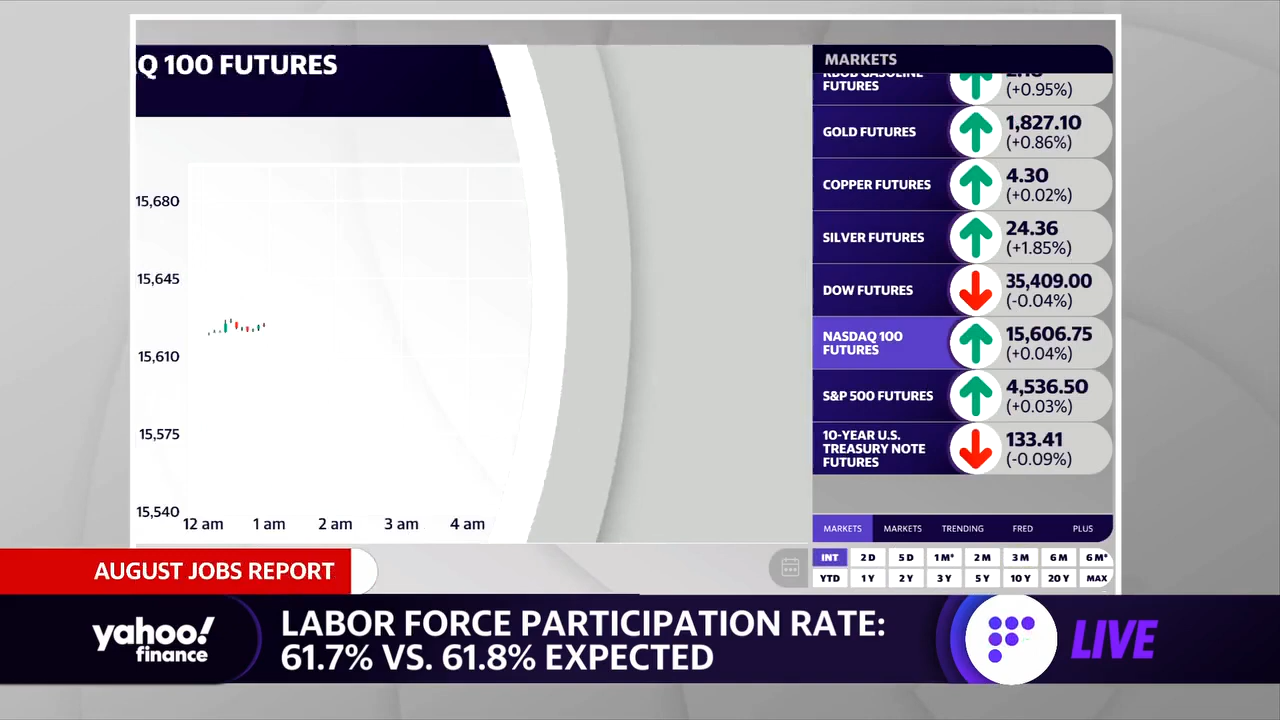 Q 100 FUTURES
15,680
15,645
15,610
15,575
15,540
12 am 1 am 2 am 3 am 4 am
MARKETS
RBOB GASOLINE
FUTURES
(+0.95%)
GOLD FUTURES
1,827.10
(+0.86%)
COPPER FUTURES
4.30
(+0.02%)
SILVER FUTURES
24.36
(+1.85%)
DOW FUTURES
35,409.00
(-0.04%)
NASDAQ 100
FUTURES
15,606.75
(+0.04%)
S&P 500 FUTURES
4,536.50
(+0.03%)
10-YEAR U.S.
TREASURY NOTE
FUTURES
133.41
(-0.09%)
MARKETS MARKETS TRENDING FRED PLUS
INT 2 D 5 D 1 M* 2 M 3 M 6 M 6 M*
YTD 1 Y 2 Y 3 Y 5 Y 10 Y 20 Y MAX
AUGUST JOBS REPORT
yahoo!
finance
LABOR FORCE PARTICIPATION RATE:
61.7% VS. 61.8% EXPECTED
LIVE